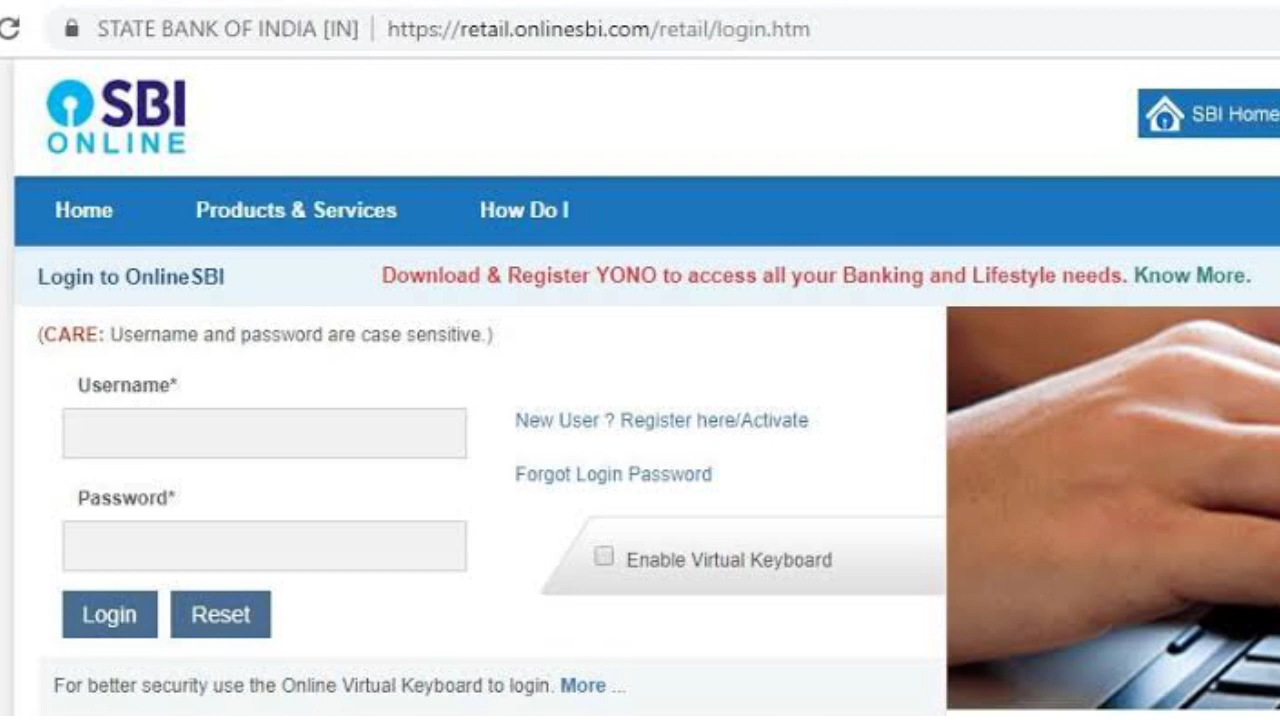 STATE BANK OF INDIA [IN] | https://retail.onlinesbi.com/retail/login.htm
SBI
ONLINE
SBI Home
Home Products & Services How Do I
Login to OnlineSBI Download & Register YONO to access all your Banking and Lifestyle needs. Know More.
(CARE: Username and password are case sensitive.)
Username*
New User ? Register here/Activate
Forgot Login Password
Password*
Enable Virtual Keyboard
Login Reset
For better security use the Online Virtual Keyboard to login. More ...